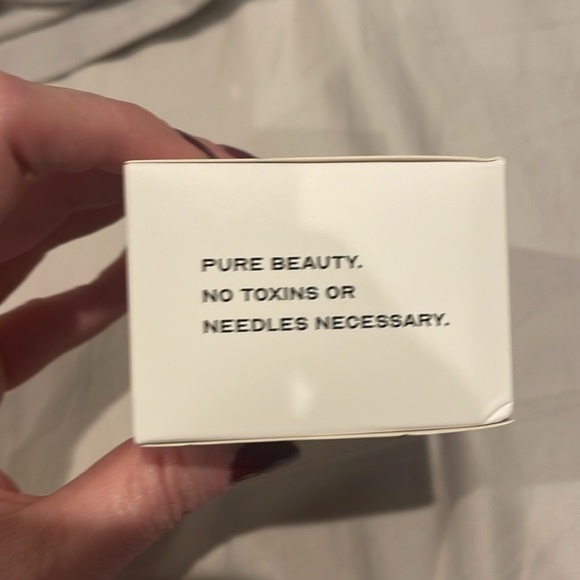 PURE BEAUTY.
NO TOXINS OR
NEEDLES NECESSARY.